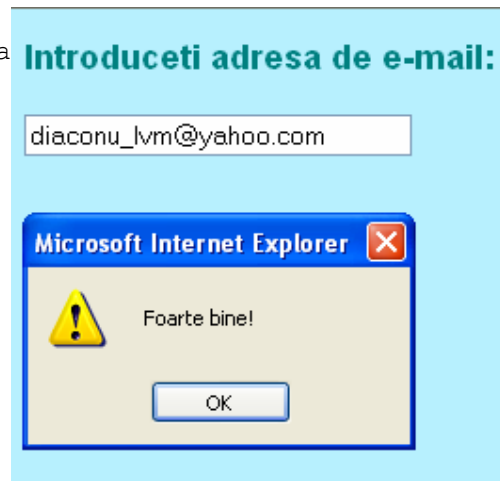 a
Introduceti adresa de e-mail:
diaconu_lvm@yahoo.com
Microsoft Internet Explorer
Foarte bine!
OK